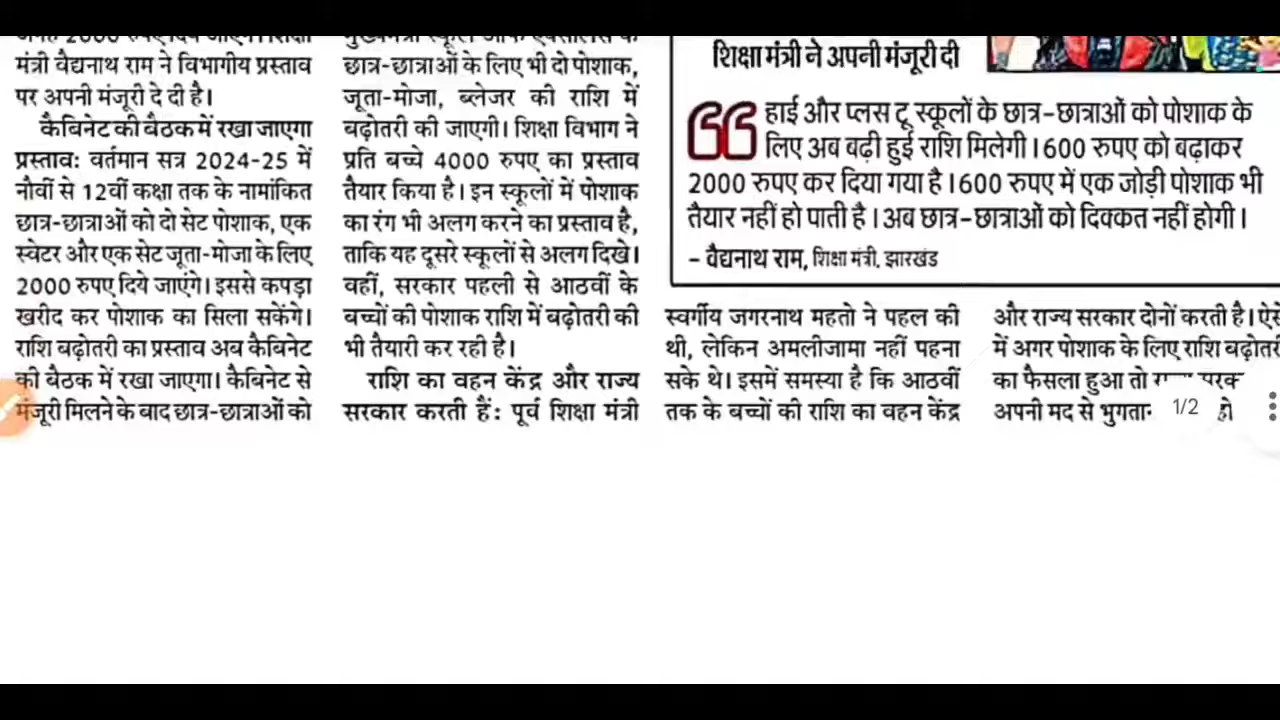 मंत्री वैद्यनाथ राम ने विभागीय प्रस्ताव
पर अपनी मंजूरी दे दी है।
कैबिनेट की बैठक में रखा जाएगा
प्रस्ताव: वर्तमान सत्र 2024-25 में
नौवीं से 12वीं कक्षा तक के नामांकित
छात्र-छात्राओं को दो सेट पोशाक, एक
स्वेटर और एक सेट जूता-मोजा के लिए
2000 रुपए दिये जाएंगे। इससे कपड़ा
खरीद कर पोशाक का सिला सकेंगे।
राशि बढ़ोतरी का प्रस्ताव अब कैबिनेट
की बैठक में रखा जाएगा। कैबिनेट से
मंजूरी मिलने के बाद छात्र-छात्राओं को
छात्र-छात्राओं के लिए भी दो पोशाक,
जूता-मोजा, ब्लेजर की राशि में
बढ़ोतरी की जाएगी। शिक्षा विभाग ने
प्रति बच्चे 4000 रुपए का प्रस्ताव
तैयार किया है। इन स्कूलों में पोशाक
का रंग भी अलग करने का प्रस्ताव है,
ताकि यह दूसरे स्कूलों से अलग दिखे।
वहीं, सरकार पहली से आठवीं के
बच्चों की पोशाक राशि में बढ़ोतरी की
भी तैयारी कर रही है।
राशि का वहन केंद्र और राज्य
सरकार करती हैं: पूर्व शिक्षा मंत्री
शिक्षा मंत्री ने अपनी मंजूरी दी
हाई और प्लस टू स्कूलों के छात्र-छात्राओं को पोशाक के
लिए अब बढ़ी हुई राशि मिलेगी। 600 रुपए को बढ़ाकर
2000 रुपए कर दिया गया है। 600 रुपए में एक जोड़ी पोशाक भी
तैयार नहीं हो पाती है। अब छात्र-छात्राओं को दिक्कत नहीं होगी।
- वैद्यनाथ राम, शिक्षा मंत्री, झारखंड
स्वर्गीय जगरनाथ महतो ने पहल की
थी, लेकिन अमलीजामा नहीं पहना
सके थे। इसमें समस्या है कि आठवीं
तक के बच्चों की राशि का वहन केंद्र
और राज्य सरकार दोनों करती है। ऐसे
में अगर पोशाक के लिए राशि बढ़ोतरी
का फैसला हुआ तो
अपनी मद से
1/2